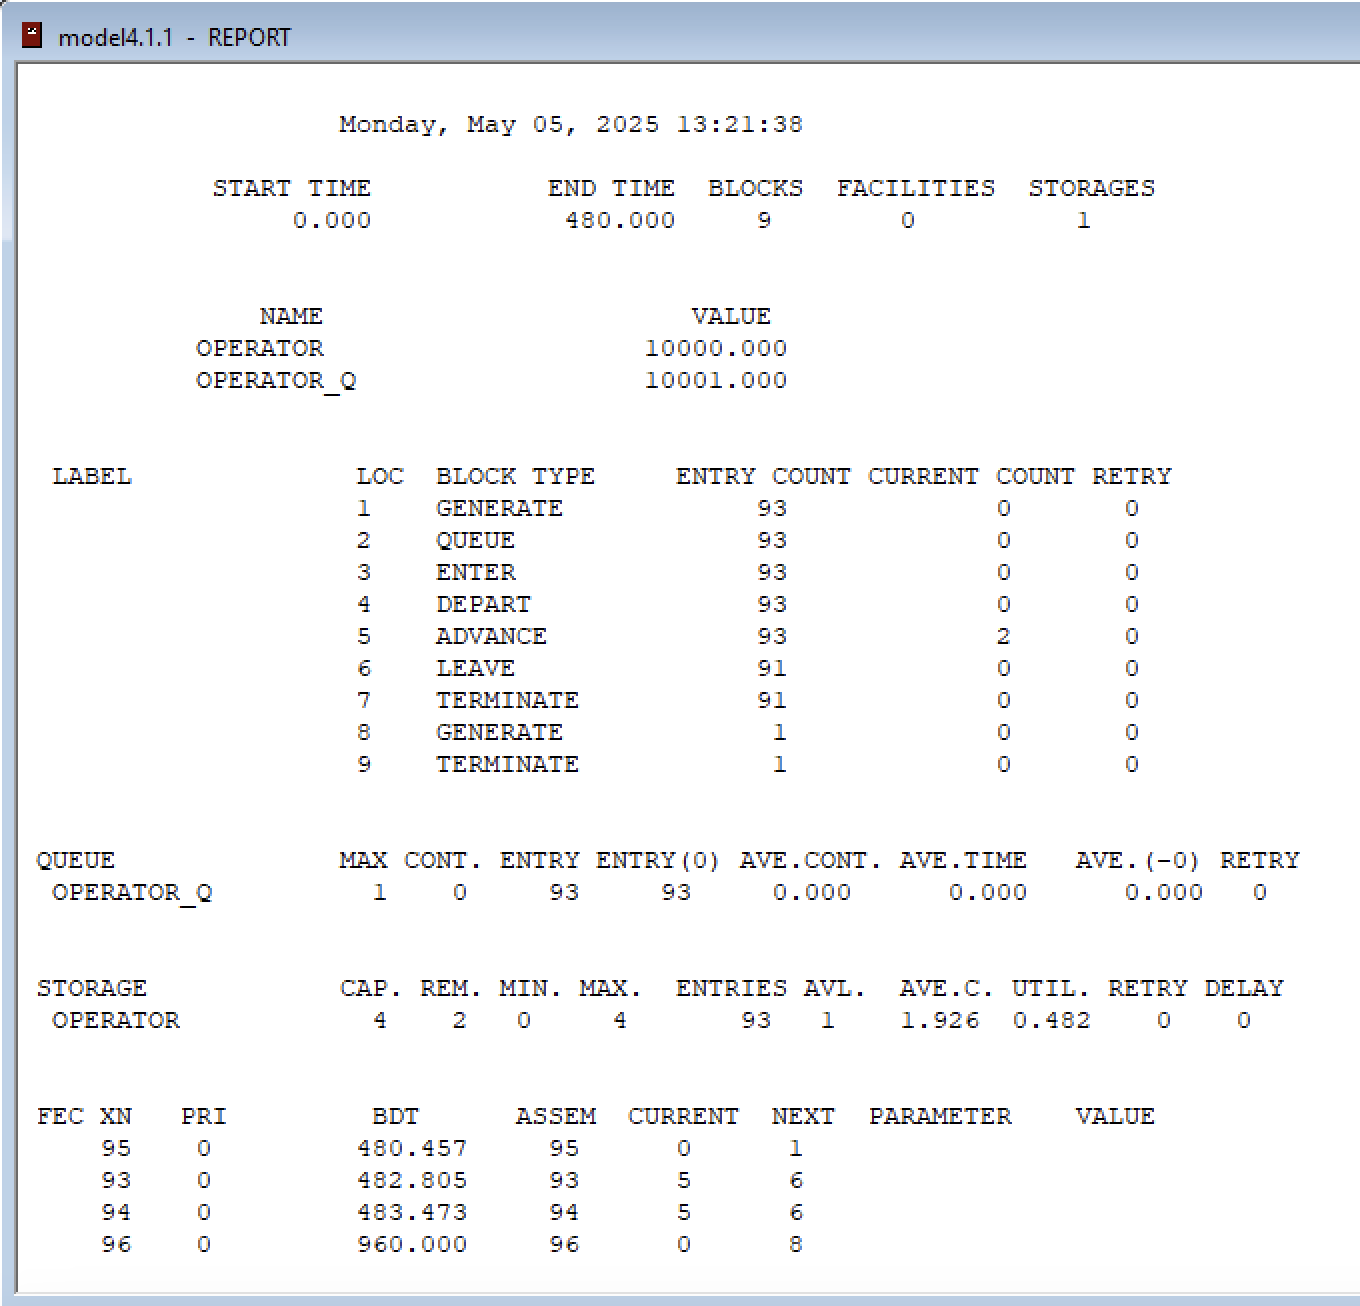 model4.1.1 - REPORT
Monday, May 05, 2025 13:21:38
START TIME END TIME BLOCKS FACILITIES STORAGES
0.000 480.000 9 0 1
NAME VALUE
OPERATOR 10000.000
OPERATOR_Q 10001.000
LABEL LOC BLOCK TYPE ENTRY COUNT CURRENT COUNT RETRY
1 GENERATE 93 0 0
2 QUEUE 93 0 0
3 ENTER 93 0 0
4 DEPART 93 0 0
5 ADVANCE 93 2 0
6 LEAVE 91 0 0
7 TERMINATE 91 0 0
8 GENERATE 1 0 0
9 TERMINATE 1 0 0
QUEUE MAX CONT. ENTRY ENTRY(0) AVE.CONT. AVE.TIME AVE.(-0) RETRY
OPERATOR_Q 1 0 93 93 0.000 0.000 0.000 0
STORAGE CAP. REM. MIN. MAX. ENTRIES AVL. AVE.C. UTIL. RETRY DELAY
OPERATOR 4 2 0 4 93 1 1.926 0.482 0 0
FEC XN PRI BDT ASSEM CURRENT NEXT PARAMETER VALUE
95 0 480.457 95 0 1
93 0 482.805 93 5 6
94 0 483.473 94 5 6
96 0 960.000 96 0 8